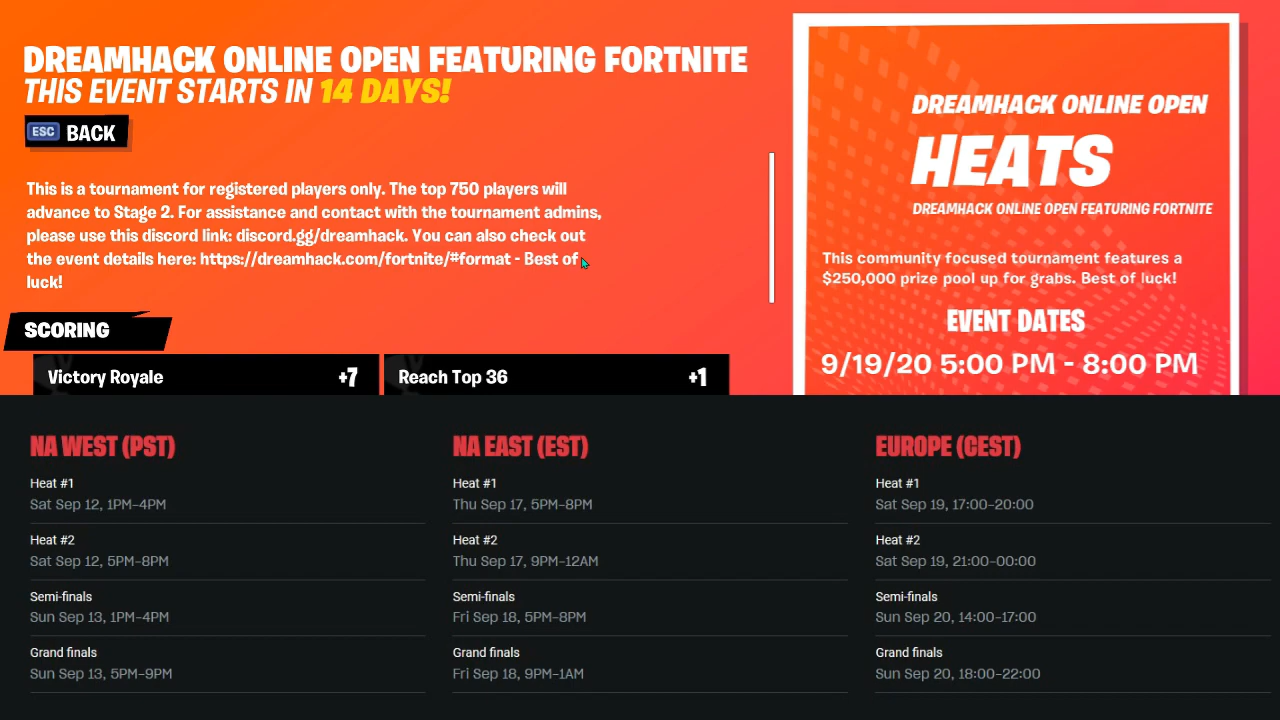 DREAMHACK ONLINE OPEN FEATURING FORTNITE
THIS EVENT STARTS IN 14 DAYS!
ESC BACK
This is a tournament for registered players only. The top 750 players will
advance to Stage 2. For assistance and contact with the tournament admins,
please use this discord link: discord.gg/dreamhack. You can also check out
the event details here: https://dreamhack.com/fortnite/#format - Best of
luck!
SCORING
Victory Royale +7
Reach Top 36 +1
DREAMHACK ONLINE OPEN
HEATS
DREAMHACK ONLINE OPEN FEATURING FORTNITE
This community focused tournament features a
$250,000 prize pool up for grabs. Best of luck!
EVENT DATES
9/19/20 5:00 PM - 8:00 PM
NA WEST (PST)
Heat #1
Sat Sep 12, 1PM-4PM
Heat #2
Sat Sep 12, 5PM-8PM
Semi-finals
Sun Sep 13, 1PM-4PM
Grand finals
Sun Sep 13, 5PM-9PM
NA EAST (EST)
Heat #1
Thu Sep 17, 5PM-8PM
Heat #2
Thu Sep 17, 9PM-12AM
Semi-finals
Fri Sep 18, 5PM-8PM
Grand finals
Fri Sep 18, 9PM-1AM
EUROPE (CEST)
Heat #1
Sat Sep 19, 17:00-20:00
Heat #2
Sat Sep 19, 21:00-00:00
Semi-finals
Sun Sep 20, 14:00-17:00
Grand finals
Sun Sep 20, 18:00-22:00